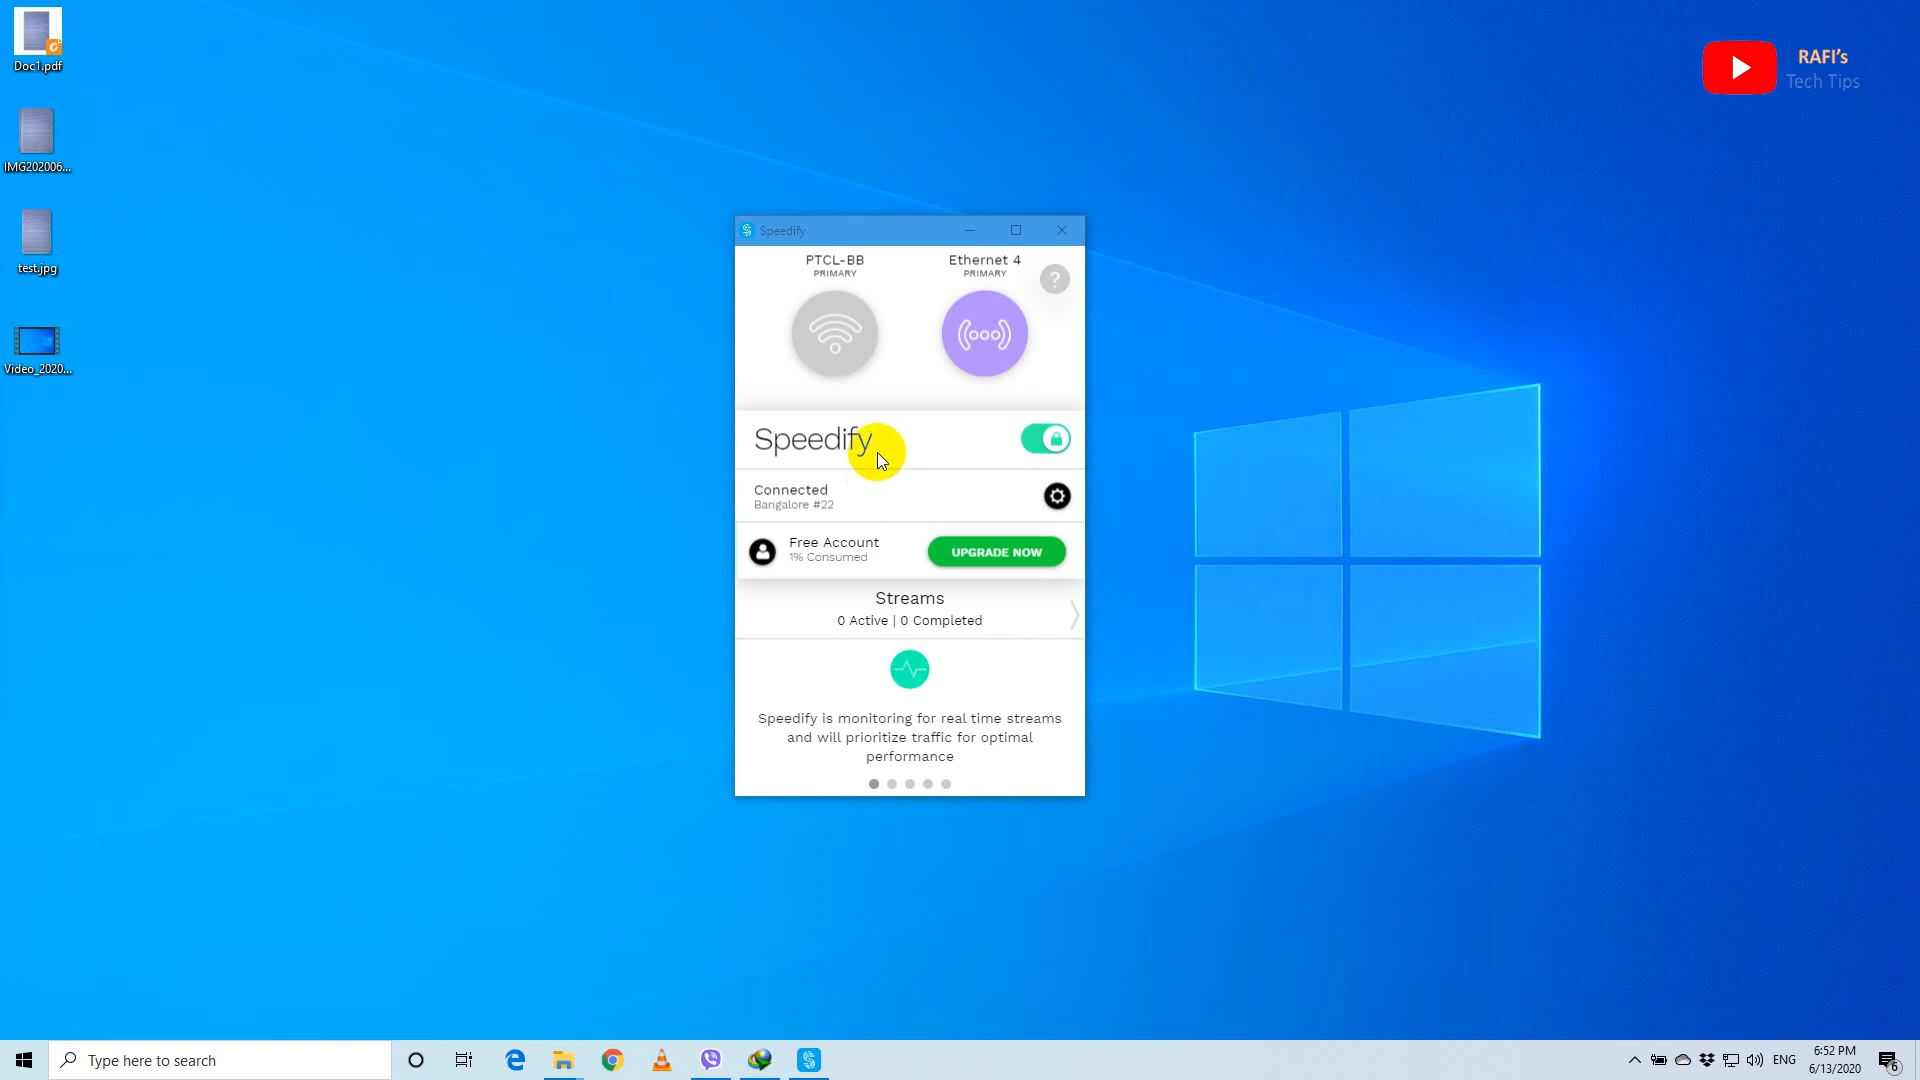 Doc1.pdf
IMG202006...
test.jpg
Video_2020...
RAFI's
Tech Tips
Speedify
PTCL-BB
PRIMARY
Ethernet 4
PRIMARY
?
Speedify
Connected
Bangalore #22
Free Account
1% Consumed
UPGRADE NOW
Streams
0 Active | 0 Completed
Speedify is monitoring for real time streams
and will prioritize traffic for optimal
performance
Type here to search
ENG
6:52 PM
6/13/2020
6